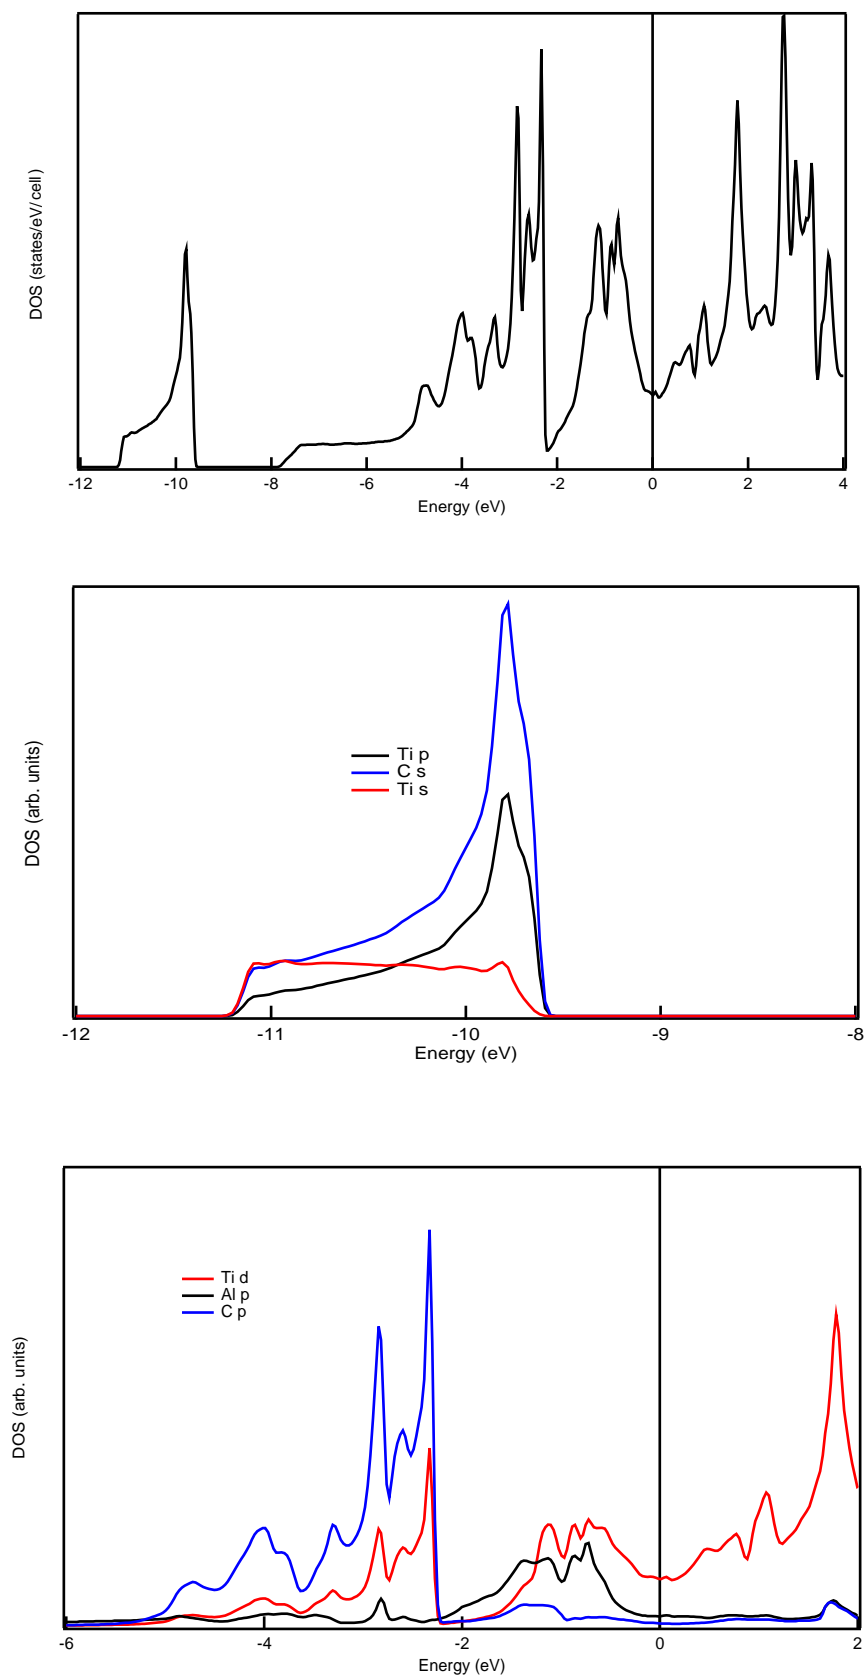 DOS (states/eV/cell)
-12 -10 -8 -6 -4 -2 0 2 4
Energy (eV)
DOS (arb. units)
Ti p
C s
Ti s
-12 -11 -10 -9 -8
Energy (eV)
DOS (arb. units)
Ti d
Al p
C p
-6 -4 -2 0 2
Energy (eV)